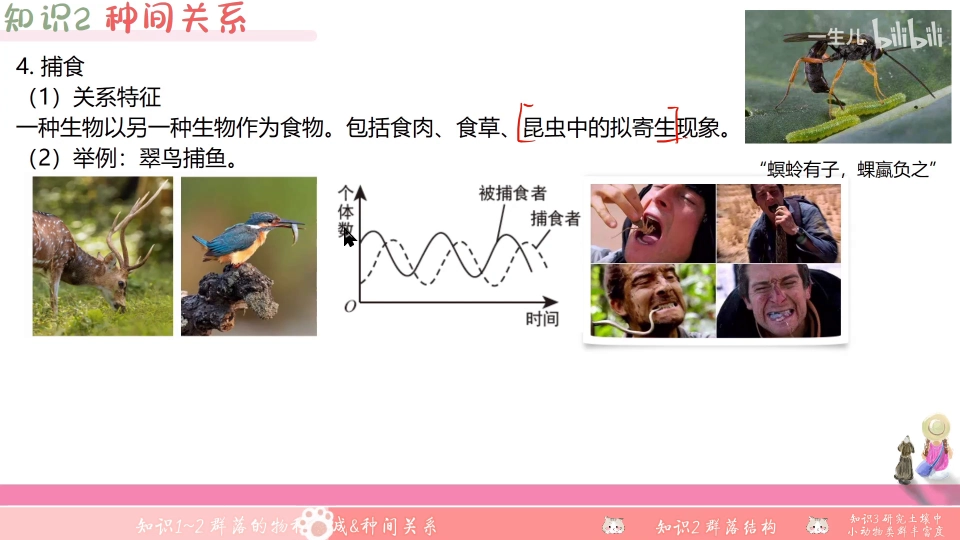 知识2 种间关系
一生儿 bilibili
4. 捕食
（1）关系特征
一种生物以另一种生物作为食物。包括食肉、食草、昆虫中的拟寄生现象。
（2）举例：翠鸟捕鱼。
“螟蛉有子，蜾蠃负之”
个体数
被捕食者
捕食者
O
时间
知识1~2 群落的物种组成&种间关系
知识2 群落结构
知识3 研究土壤中
小动物类群丰富度